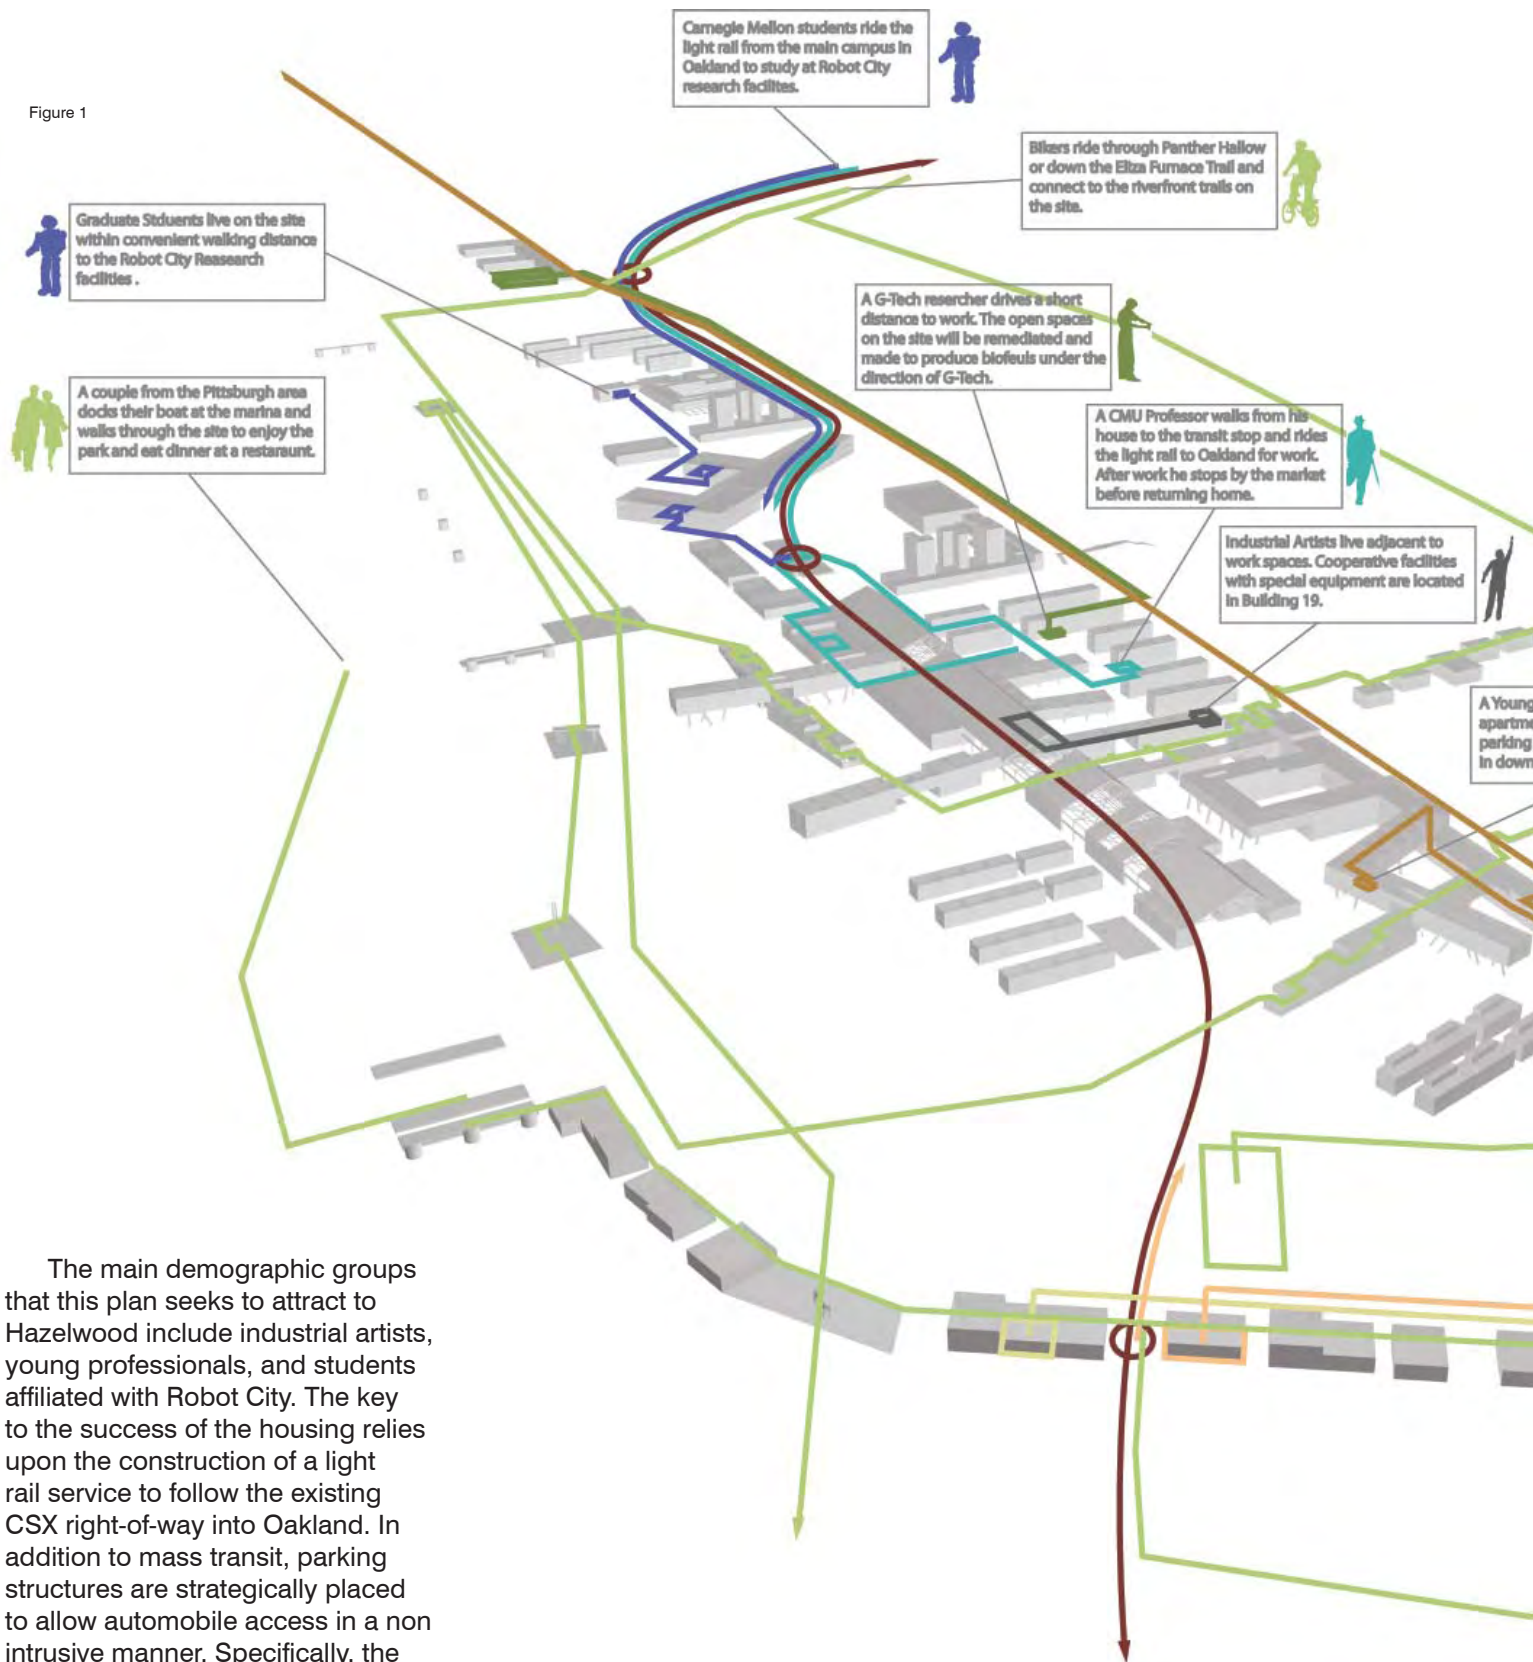 Carnegie Mellon students ride the
light rail from the main campus in
Oakland to study at Robot City
research facilites.
Figure 1
Bikers ride through Panther Hallow
or down the Eliza Furnace Trail and
connect to the riverfront trails on
the site.
Graduate Stduents live on the site
within convenient walking distance
to the Robot City Reasearch
facilities .
A G-Tech resercher drives a short
distance to work. The open spaces
on the site will be remediated and
made to produce biofeuls under the
direction of G-Tech.
A couple from the Pittsburgh area
docks their boat at the marina and
walks through the site to enjoy the
park and eat dinner at a restaraunt.
A CMU Professor walks from his
house to the transit stop and rides
the light rail to Oakland for work.
After work he stops by the market
before returning home.
Industrial Artists live adjacent to
work spaces. Cooperative facilities
with special equipment are located
in Building 19.
A Young
apartme
parking
in down
The main demographic groups
that this plan seeks to attract to
Hazelwood include industrial artists,
young professionals, and students
affiliated with Robot City. The key
to the success of the housing relies
upon the construction of a light
rail service to follow the existing
CSX right-of-way into Oakland. In
addition to mass transit, parking
structures are strategically placed
to allow automobile access in a non
intrusive manner. Specifically, the